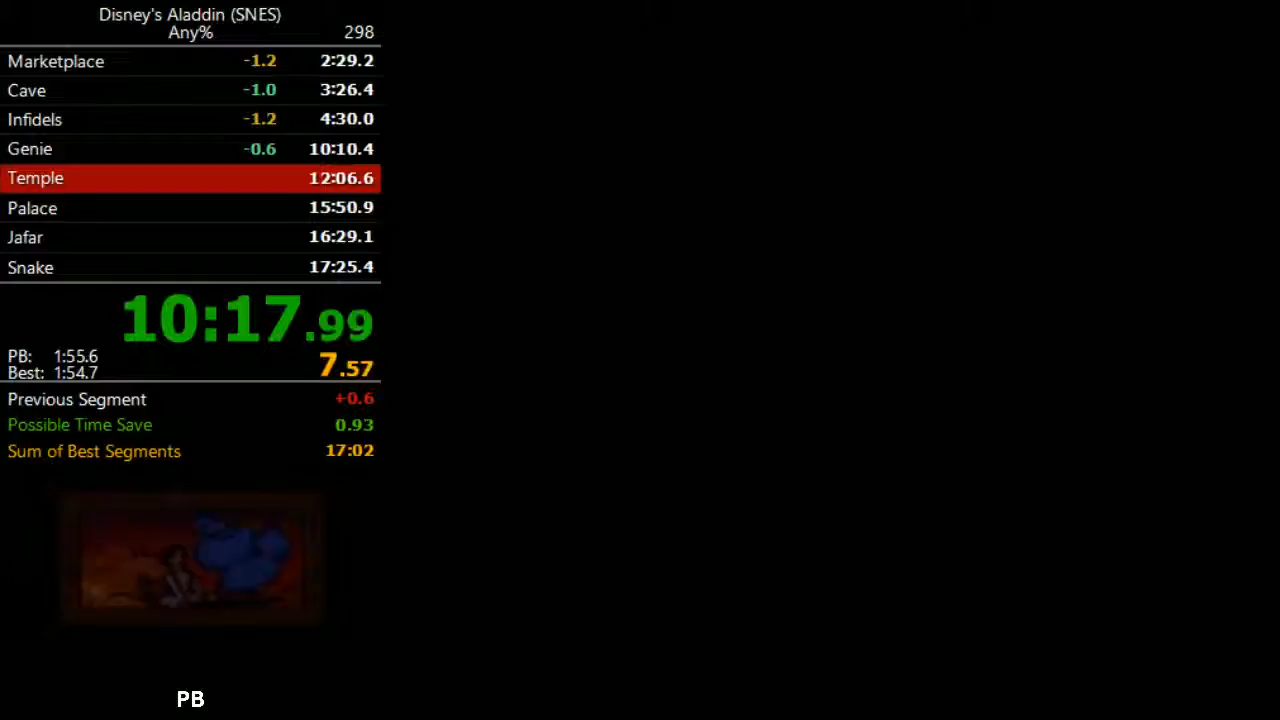 Disney's Aladdin (SNES)
Any% 298
Marketplace -1.2 2:29.2
Cave -1.0 3:26.4
Infidels -1.2 4:30.0
Genie -0.6 10:10.4
Temple 12:06.6
Palace 15:50.9
Jafar 16:29.1
Snake 17:25.4
10:17.99
PB: 1:55.6
Best: 1:54.7
7.57
Previous Segment +0.6
Possible Time Save 0.93
Sum of Best Segments 17:02
PB